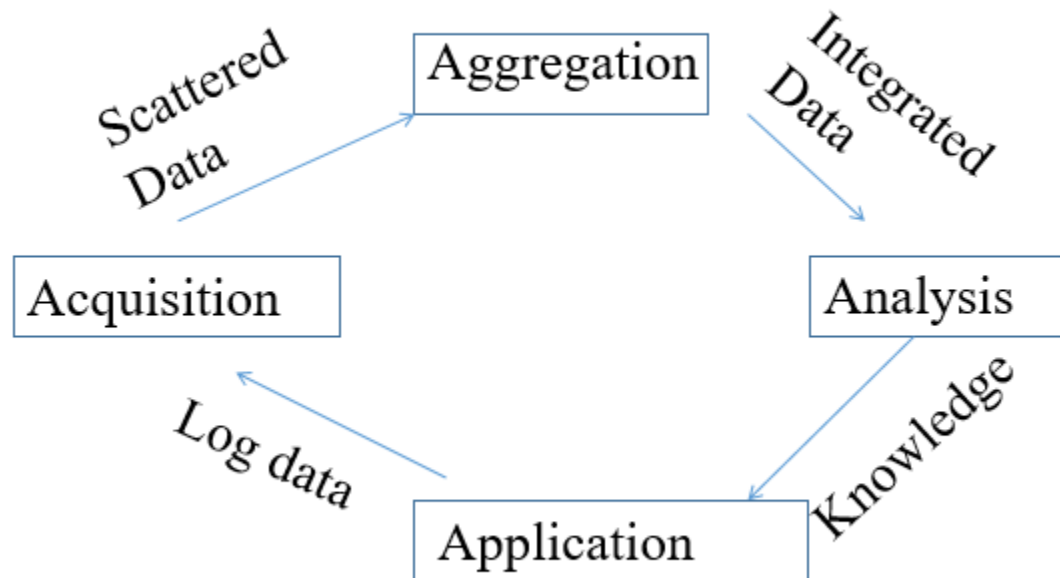 Scattered
Data
Aggregation
Integrated
Data
Acquisition
Analysis
Log data
Knowledge
Application